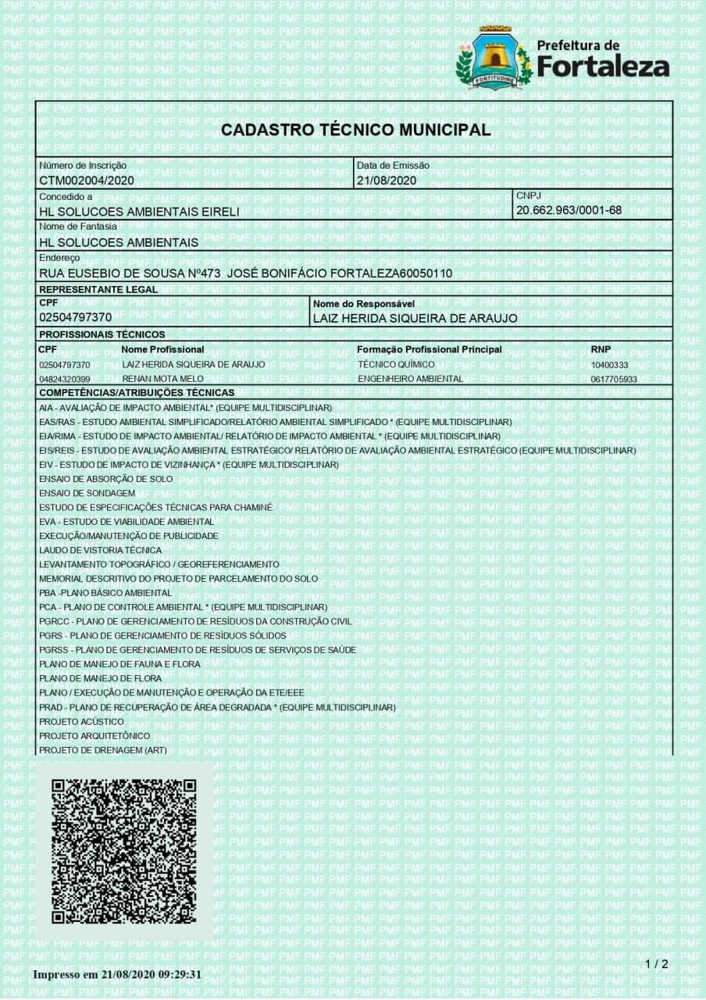 Prefeitura de
Fortaleza
FORTITUDINE
CADASTRO TÉCNICO MUNICIPAL
Número de Inscrição Data de Emissão
CTM002004/2020 21/08/2020
Concedido a CNPJ
HL SOLUCOES AMBIENTAIS EIRELI 20.662.963/0001-68
Nome de Fantasia
HL SOLUCOES AMBIENTAIS
Endereço
RUA EUSEBIO DE SOUSA Nº473 JOSÉ BONIFÁCIO FORTALEZA60050110
REPRESENTANTE LEGAL
CPF Nome do Responsável
02504797370 LAIZ HERIDA SIQUEIRA DE ARAUJO
PROFISSIONAIS TÉCNICOS
CPF Nome Profissional Formação Profissional Principal RNP
02504797370 LAIZ HERIDA SIQUEIRA DE ARAUJO TÉCNICO QUÍMICO 10400333
04824320399 RENAN MOTA MELO ENGENHEIRO AMBIENTAL 0617705933
COMPETÊNCIAS/ATRIBUIÇÕES TÉCNICAS
AIA - AVALIAÇÃO DE IMPACTO AMBIENTAL* (EQUIPE MULTIDISCIPLINAR)
EAS/RAS - ESTUDO AMBIENTAL SIMPLIFICADO/RELATÓRIO AMBIENTAL SIMPLIFICADO * (EQUIPE MULTIDISCIPLINAR)
EIA/RIMA - ESTUDO DE IMPACTO AMBIENTAL/ RELATÓRIO DE IMPACTO AMBIENTAL * (EQUIPE MULTIDISCIPLINAR)
EIS/REIS - ESTUDO DE AVALIAÇÃO AMBIENTAL ESTRATÉGICO/ RELATÓRIO DE AVALIAÇÃO AMBIENTAL ESTRATÉGICO (EQUIPE MULTIDISCIPLINAR)
EIV - ESTUDO DE IMPACTO DE VIZINHANÇA * (EQUIPE MULTIDISCIPLINAR)
ENSAIO DE ABSORÇÃO DE SOLO
ENSAIO DE SONDAGEM
ESTUDO DE ESPECIFICAÇÕES TÉCNICAS PARA CHAMINÉ
EVA - ESTUDO DE VIABILIDADE AMBIENTAL
EXECUÇÃO/MANUTENÇÃO DE PUBLICIDADE
LAUDO DE VISTORIA TÉCNICA
LEVANTAMENTO TOPOGRÁFICO / GEOREFERENCIAMENTO
MEMORIAL DESCRITIVO DO PROJETO DE PARCELAMENTO DO SOLO
PBA -PLANO BÁSICO AMBIENTAL
PCA - PLANO DE CONTROLE AMBIENTAL * (EQUIPE MULTIDISCIPLINAR)
PGRCC - PLANO DE GERENCIAMENTO DE RESÍDUOS DA CONSTRUÇÃO CIVIL
PGRS - PLANO DE GERENCIAMENTO DE RESÍDUOS SÓLIDOS
PGRSS - PLANO DE GERENCIAMENTO DE RESÍDUOS DE SERVIÇOS DE SAÚDE
PLANO DE MANEJO DE FAUNA E FLORA
PLANO DE MANEJO DE FLORA
PLANO / EXECUÇÃO DE MANUTENÇÃO E OPERAÇÃO DA ETE/EEE
PRAD - PLANO DE RECUPERAÇÃO DE ÁREA DEGRADADA * (EQUIPE MULTIDISCIPLINAR)
PROJETO ACÚSTICO
PROJETO ARQUITETÔNICO
PROJETO DE DRENAGEM (ART)
1 / 2
Impresso em 21/08/2020 09:29:31